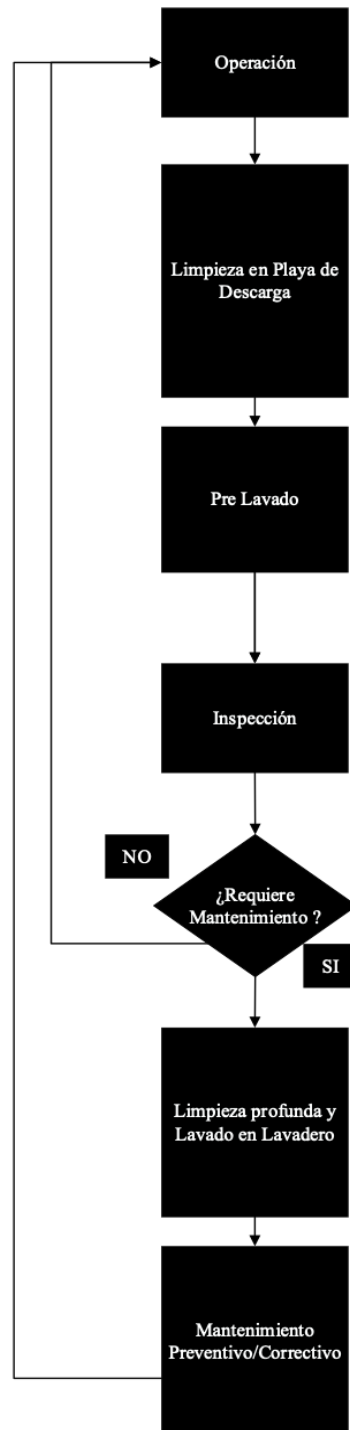 Operación
Limpieza en Playa de
Descarga
Pre Lavado
Inspección
NO
¿Requiere
Mantenimiento ?
SI
Limpieza profunda y
Lavado en Lavadero
Mantenimiento
Preventivo/Correctivo